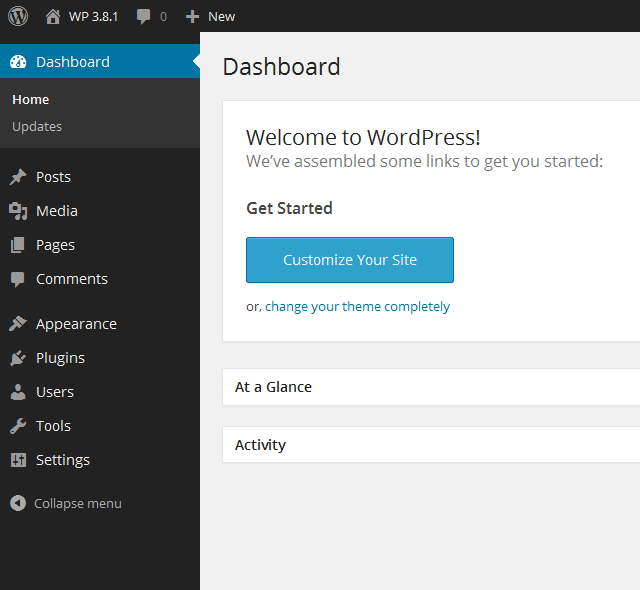 WP 3.8.1 0 New
Dashboard
Home
Updates
Posts
Media
Pages
Comments
Appearance
Plugins
Users
Tools
Settings
Collapse menu
Dashboard
Welcome to WordPress!
We've assembled some links to get you started:
Get Started
Customize Your Site
or, change your theme completely
At a Glance
Activity